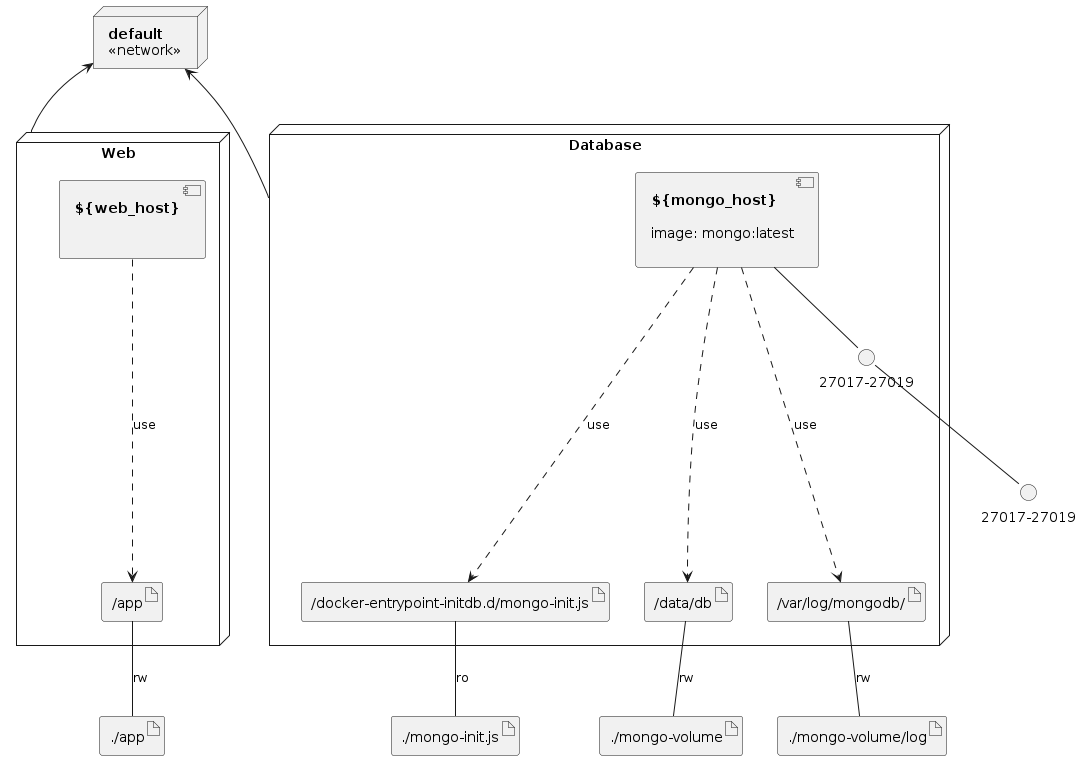 default
«network»
Web
Database
${web_host}
${mongo_host}
image: mongo:latest
27017-27019
use
use
use
use
27017-27019
/app
/docker-entrypoint-initdb.d/mongo-init.js
/data/db
/var/log/mongodb/
rw
ro
rw
rw
./app
./mongo-init.js
./mongo-volume
./mongo-volume/log